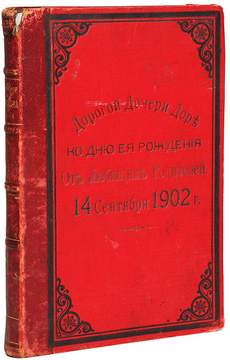 Дорогой Дочери Дорѣ
КО ДНЮ ЕЯ РОЖДЕНІЯ
Отъ Любящихъ Родителей.
14 Сентября 1902 г.